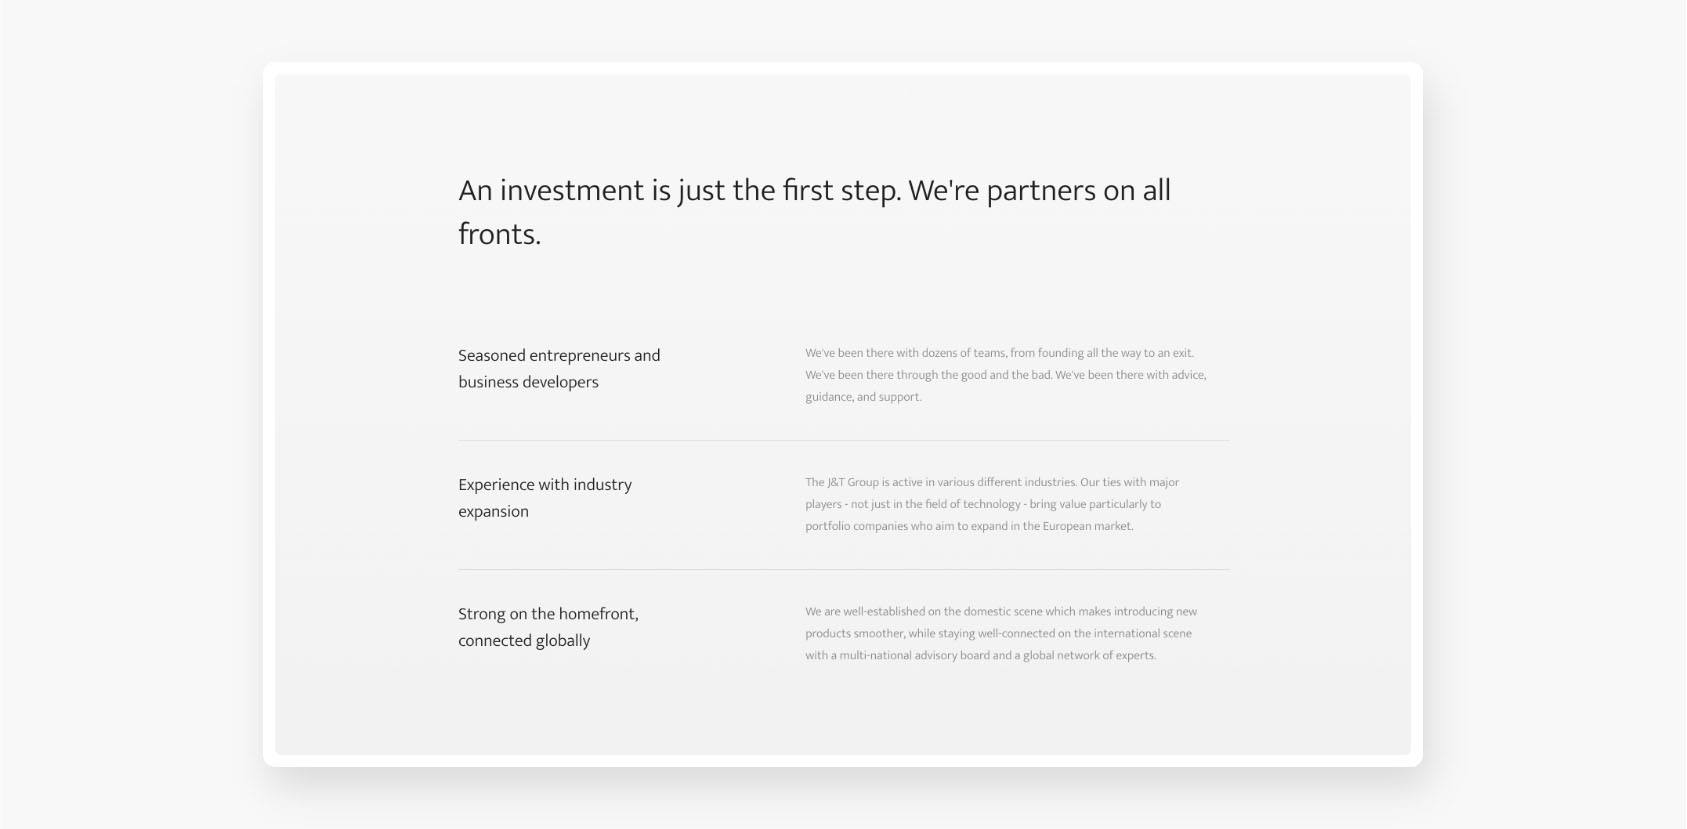 An investment is just the first step. We're partners on all
fronts.
Seasoned entrepreneurs and
business developers
We've been there with dozens of teams, from founding all the way to an exit.
We've been there through the good and the bad. We've been there with advice,
guidance, and support.
Experience with industry
expansion
The J&T Group is active in various different industries. Our ties with major
players - not just in the field of technology - bring value particularly to
portfolio companies who aim to expand in the European market.
Strong on the homefront,
connected globally
We are well-established on the domestic scene which makes introducing new
products smoother, while staying well-connected on the international scene
with a multi-national advisory board and a global network of experts.